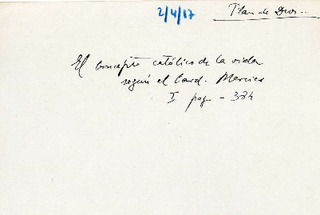 2/4/17 Plan de Dios..
El concepto católico de la vida
según el Card. Mercier
I pag - 334